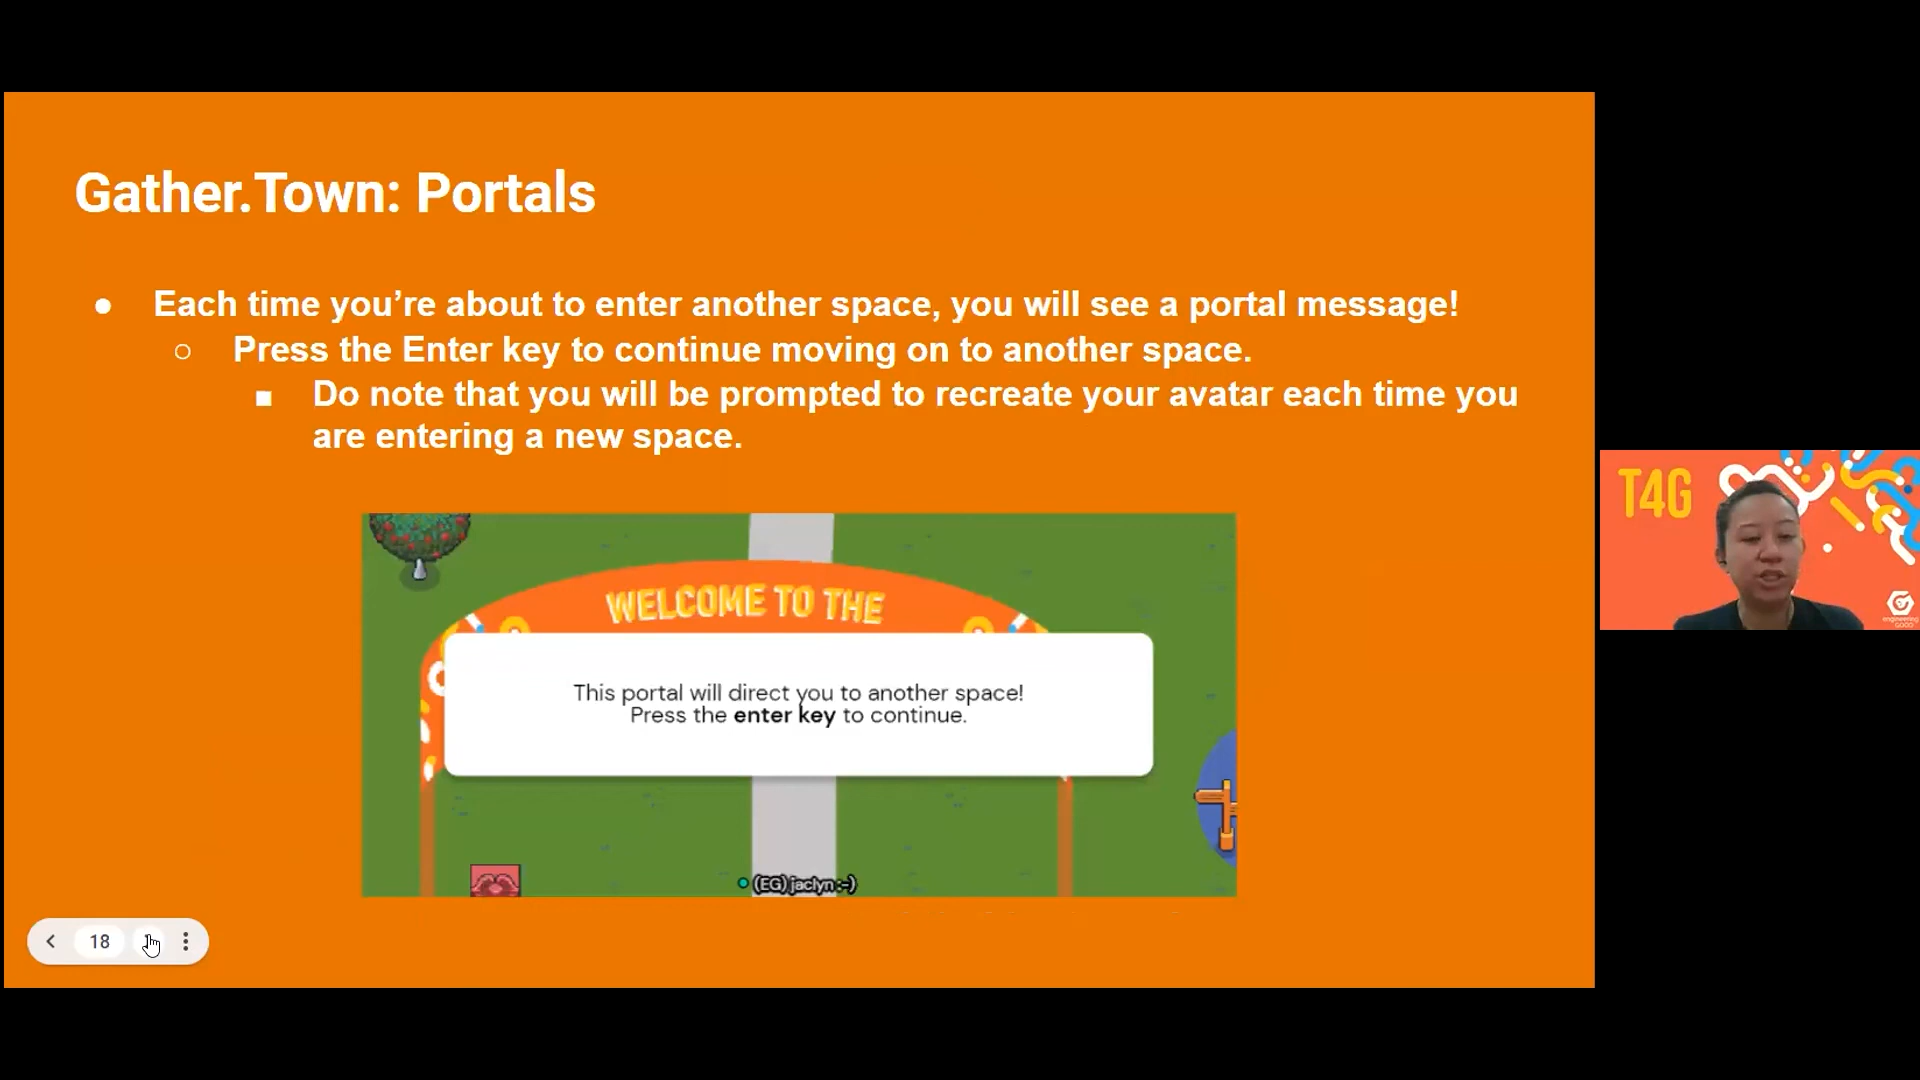 Gather.Town: Portals
● Each time you’re about to enter another space, you will see a portal message!
○ Press the Enter key to continue moving on to another space.
■ Do note that you will be prompted to recreate your avatar each time you
are entering a new space.
WELCOME TO THE
This portal will direct you to another space!
Press the enter key to continue.
(EG) jaclyn :-)
18
T4G
engineering
GOOD